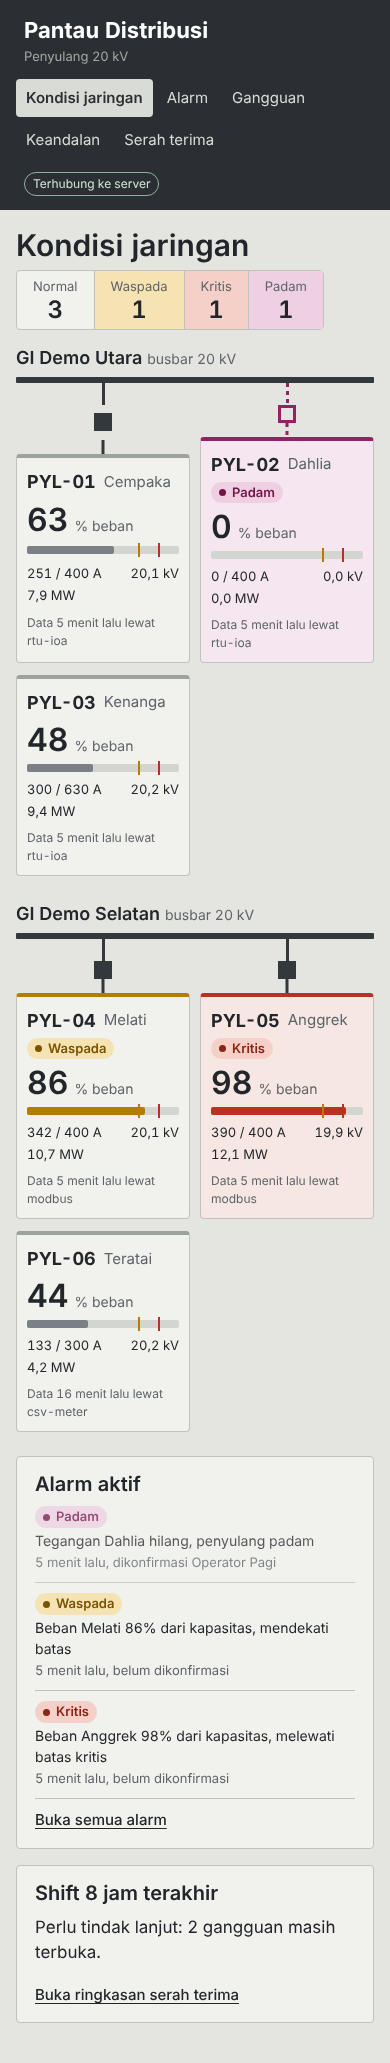 Pantau Distribusi
Penyulang 20 kV
Kondisi jaringan
Alarm
Gangguan
Keandalan
Serah terima
Terhubung ke server
Kondisi jaringan
Normal
3
Waspada
1
Kritis
1
Padam
1
GI Demo Utara busbar 20 kV
PYL-01 Cempaka
63 % beban
251 / 400 A 20,1 kV
7,9 MW
Data 5 menit lalu lewat
rtu-ioa
PYL-02 Dahlia
Padam
0 % beban
0 / 400 A 0,0 kV
0,0 MW
Data 5 menit lalu lewat
rtu-ioa
PYL-03 Kenanga
48 % beban
300 / 630 A 20,2 kV
9,4 MW
Data 5 menit lalu lewat
rtu-ioa
GI Demo Selatan busbar 20 kV
PYL-04 Melati
Waspada
86 % beban
342 / 400 A 20,1 kV
10,7 MW
Data 5 menit lalu lewat
modbus
PYL-05 Anggrek
Kritis
98 % beban
390 / 400 A 19,9 kV
12,1 MW
Data 5 menit lalu lewat
modbus
PYL-06 Teratai
44 % beban
133 / 300 A 20,2 kV
4,2 MW
Data 16 menit lalu lewat
csv-meter
Alarm aktif
Padam
Tegangan Dahlia hilang, penyulang padam
5 menit lalu, dikonfirmasi Operator Pagi
Waspada
Beban Melati 86% dari kapasitas, mendekati
batas
5 menit lalu, belum dikonfirmasi
Kritis
Beban Anggrek 98% dari kapasitas, melewati
batas kritis
5 menit lalu, belum dikonfirmasi
Buka semua alarm
Shift 8 jam terakhir
Perlu tindak lanjut: 2 gangguan masih
terbuka.
Buka ringkasan serah terima